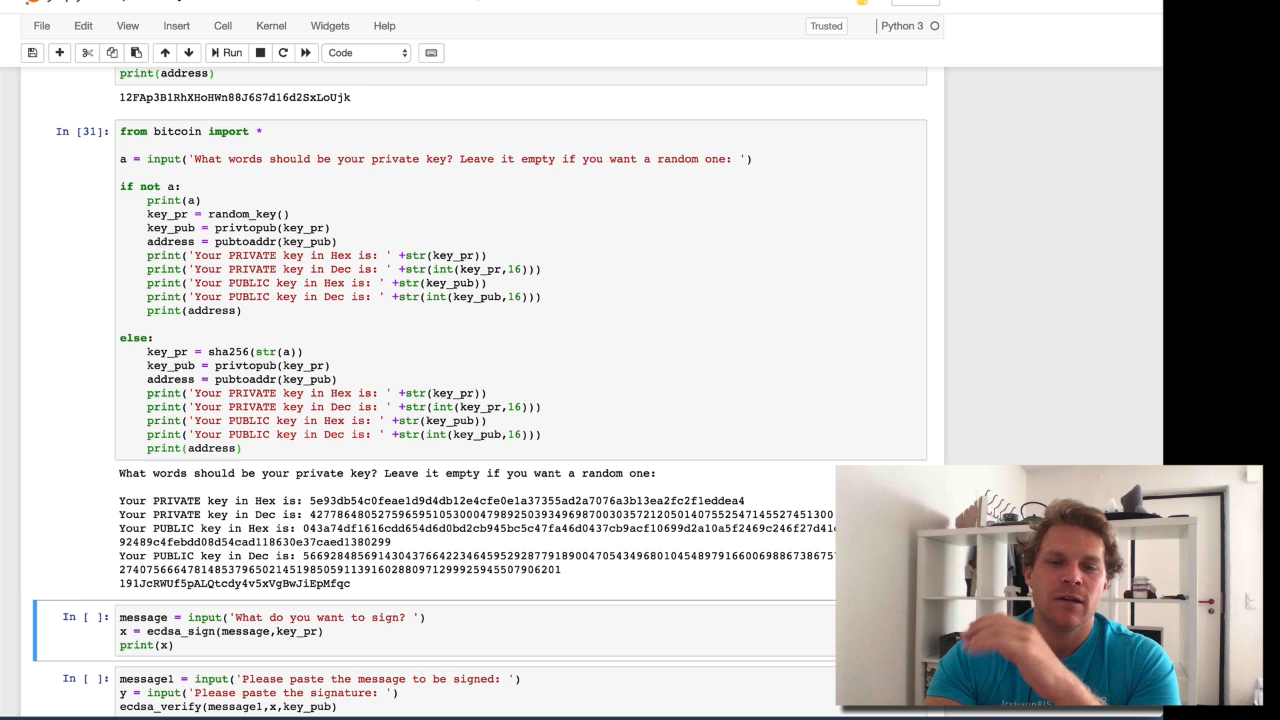 File Edit View Insert Cell Kernel Widgets Help Trusted Python 3
Run Code
print(address)
12FAp3B1RhXHoHWn88J6S7d16d2SxLoUjk
In [31]: from bitcoin import *
a = input('What words should be your private key? Leave it empty if you want a random one: ')
if not a:
print(a)
key_pr = random_key()
key_pub = privtopub(key_pr)
address = pubtoaddr(key_pub)
print('Your PRIVATE key in Hex is: ' +str(key_pr))
print('Your PRIVATE key in Dec is: ' +str(int(key_pr,16)))
print('Your PUBLIC key in Hex is: ' +str(key_pub))
print('Your PUBLIC key in Dec is: ' +str(int(key_pub,16)))
print(address)
else:
key_pr = sha256(str(a))
key_pub = privtopub(key_pr)
address = pubtoaddr(key_pub)
print('Your PRIVATE key in Hex is: ' +str(key_pr))
print('Your PRIVATE key in Dec is: ' +str(int(key_pr,16)))
print('Your PUBLIC key in Hex is: ' +str(key_pub))
print('Your PUBLIC key in Dec is: ' +str(int(key_pub,16)))
print(address)
What words should be your private key? Leave it empty if you want a random one:
Your PRIVATE key in Hex is: 5e93db54c0feae1d9d4db12e4cfe0e1a37355ad2a7076a3b13ea2fc2f1eddea4
Your PRIVATE key in Dec is: 42778648052759659510530004798925039349698700303572120501407552547145527451300
Your PUBLIC key in Hex is: 043a74df1616cdd654d6d0bd2cb945bc5c47fa46d0437cb9acf10699d2a10a5f2469c246f27d41
92489c4febdd08d54cad118630e37caed1380299
Your PUBLIC key in Dec is: 566928485691430437664223464595292877918900470543496801045489791660069886738675
274075666478148537965021451985059113916028809712999259455079062​01
191JcRWUf5pALQtcdy4v5xVgBwJiEpMfqc
In [ ]: message = input('What do you want to sign? ')
x = ecdsa_sign(message,key_pr)
print(x)
In [ ]: message1 = input('Please paste the message to be signed: ')
y = input('Please paste the signature: ')
ecdsa_verify(message1,x,key_pub)